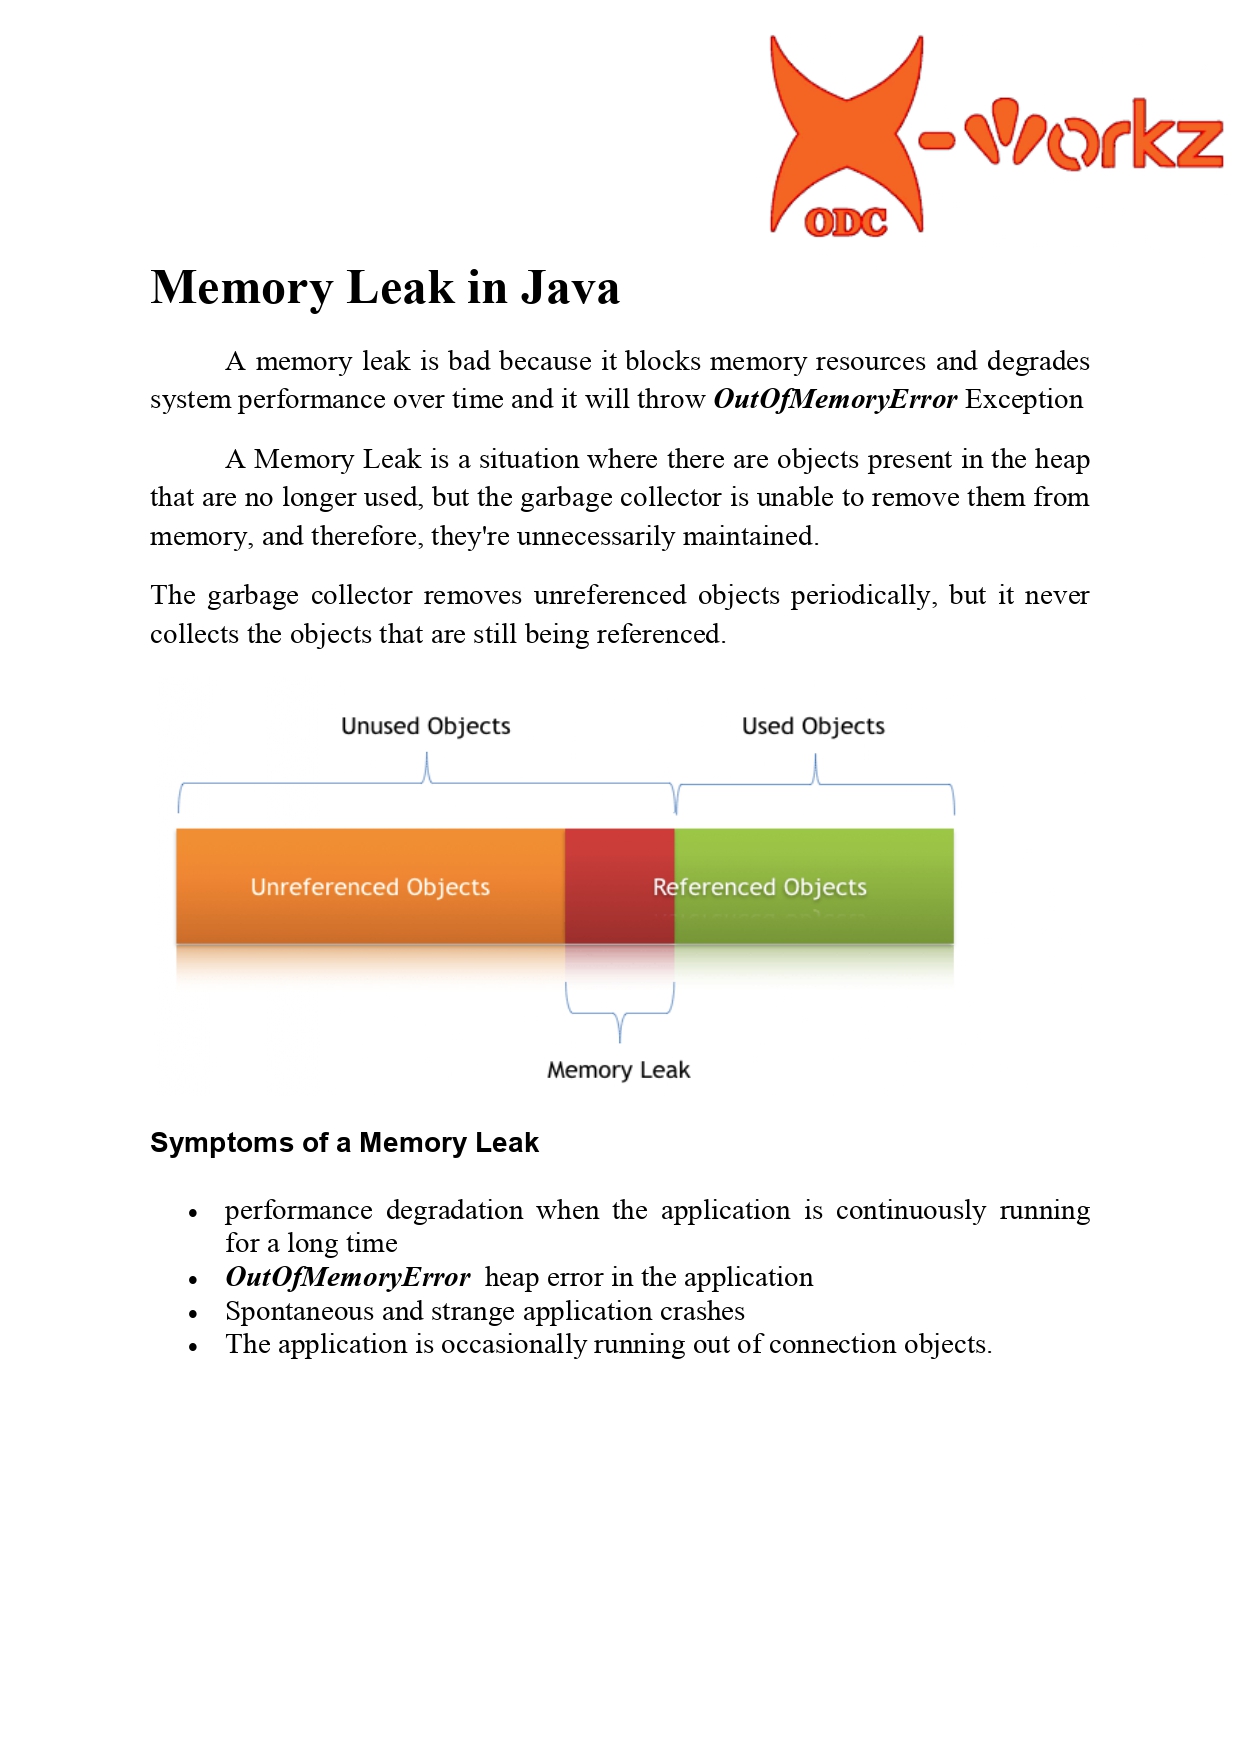 X-workz
ODC
Memory Leak in Java
A memory leak is bad because it blocks memory resources and degrades
system performance over time and it will throw OutOfMemoryError Exception
A Memory Leak is a situation where there are objects present in the heap
that are no longer used, but the garbage collector is unable to remove them from
memory, and therefore, they're unnecessarily maintained.
The garbage collector removes unreferenced objects periodically, but it never
collects the objects that are still being referenced.
Unused Objects Used Objects
Unreferenced Objects Referenced Objects
Memory Leak
Symptoms of a Memory Leak
• performance degradation when the application is continuously running
for a long time
• OutOfMemoryError heap error in the application
• Spontaneous and strange application crashes
• The application is occasionally running out of connection objects.